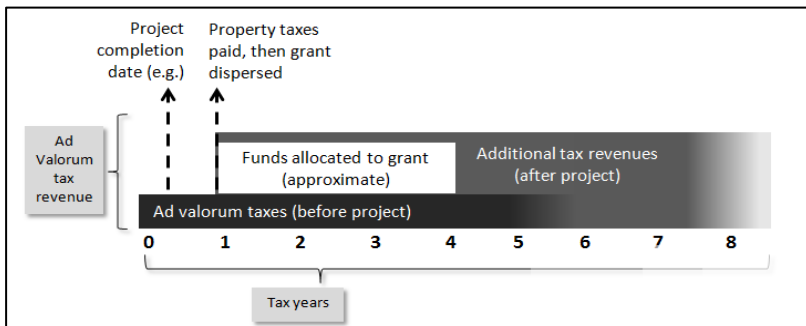 Project
completion
date (e.g.)
Property taxes
paid, then grant
dispersed
Ad
Valorum
tax
revenue
Funds allocated to grant
(approximate)
Additional tax revenues
(after project)
Ad valorum taxes (before project)
0 1 2 3 4 5 6 7 8
Tax years